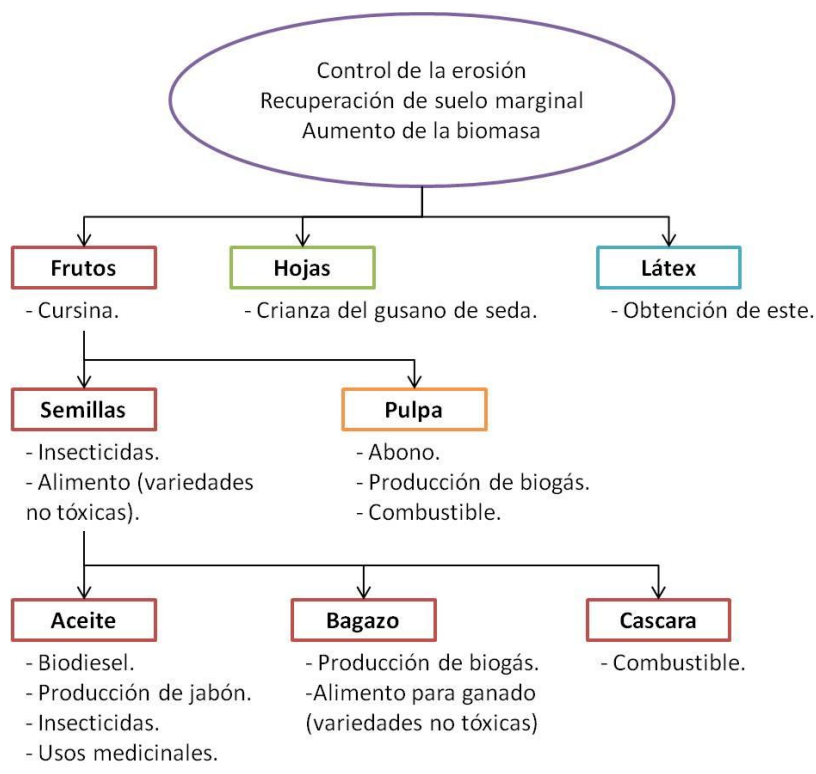 Control de la erosión
Recuperación de suelo marginal
Aumento de la biomasa
Frutos
- Cursina.
Hojas
- Crianza del gusano de seda.
Látex
- Obtención de este.
Semillas
- Insecticidas.
- Alimento (variedades
no tóxicas).
Pulpa
- Abono.
- Producción de biogás.
- Combustible.
Aceite
- Biodiesel.
- Producción de jabón.
- Insecticidas.
- Usos medicinales.
Bagazo
- Producción de biogás.
-Alimento para ganado
(variedades no tóxicas)
Cascara
- Combustible.